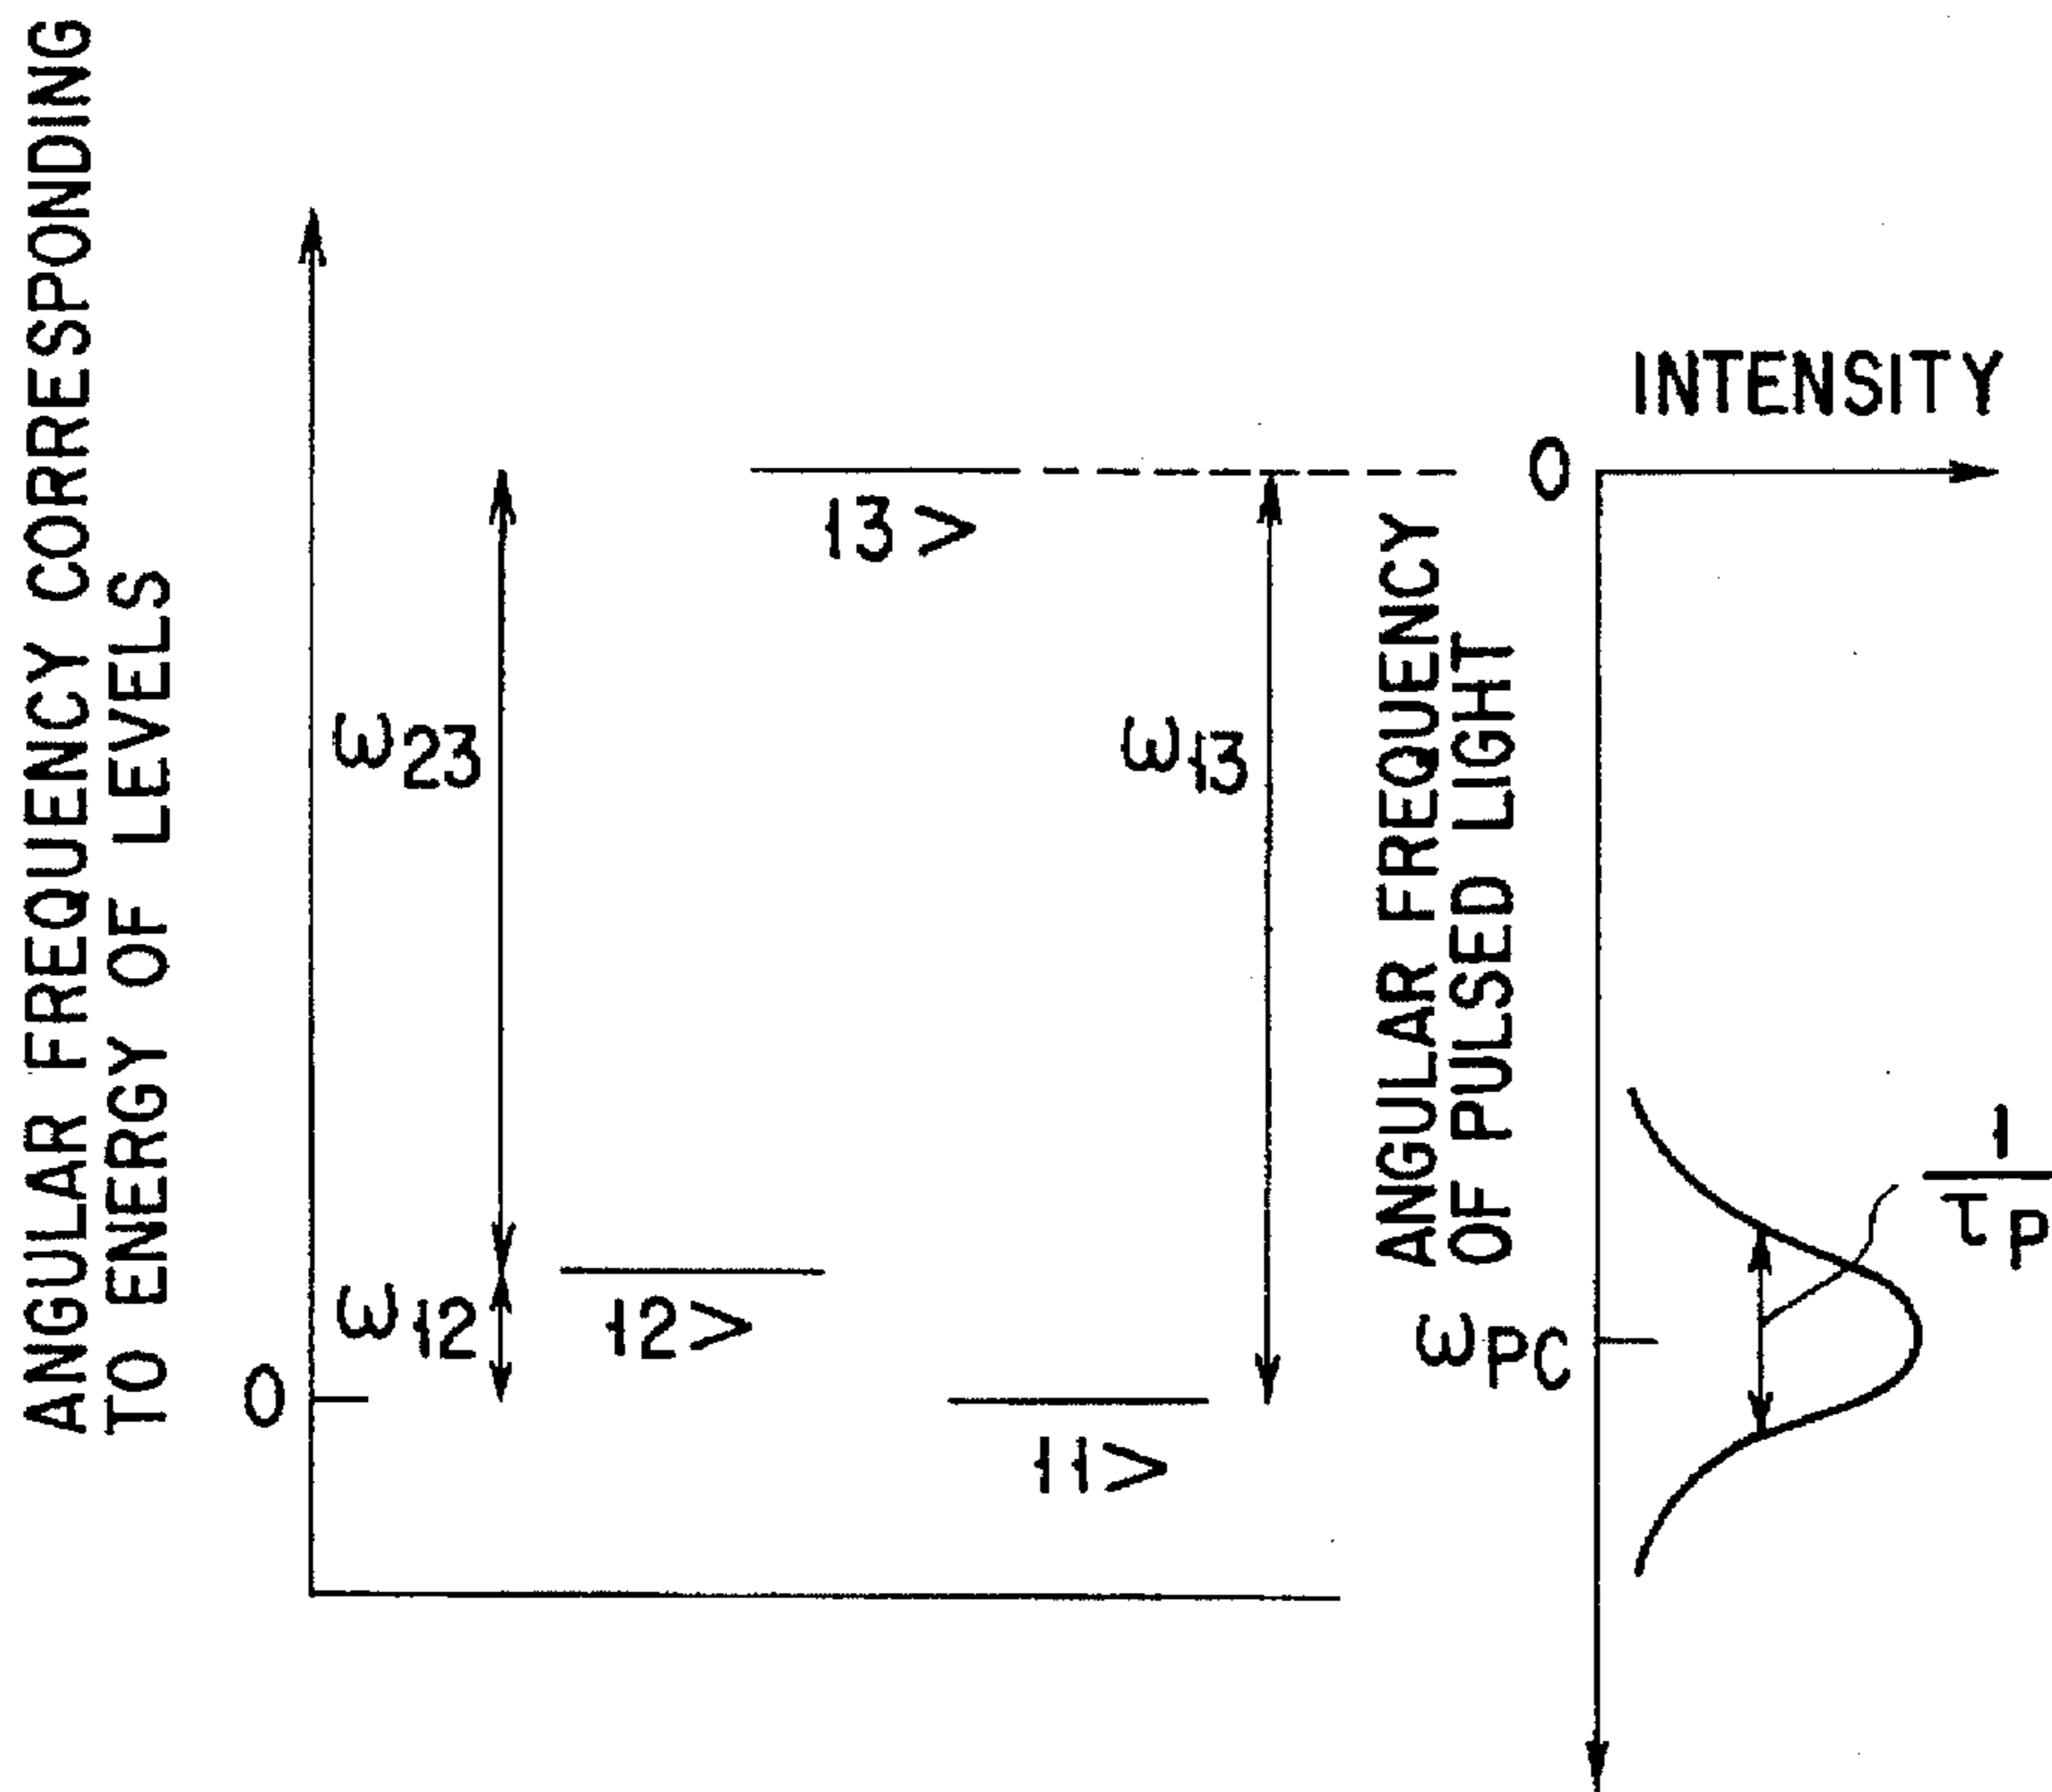 ANGULAR FREQUENCY CORRESPONDING
TO ENERGY OF LEVELS
INTENSITY
0
|3>
ω23
ω13
ANGULAR FREQUENCY
OF PULSED LIGHT
1
τP
ω12
|2>
ωPC
0
|1>